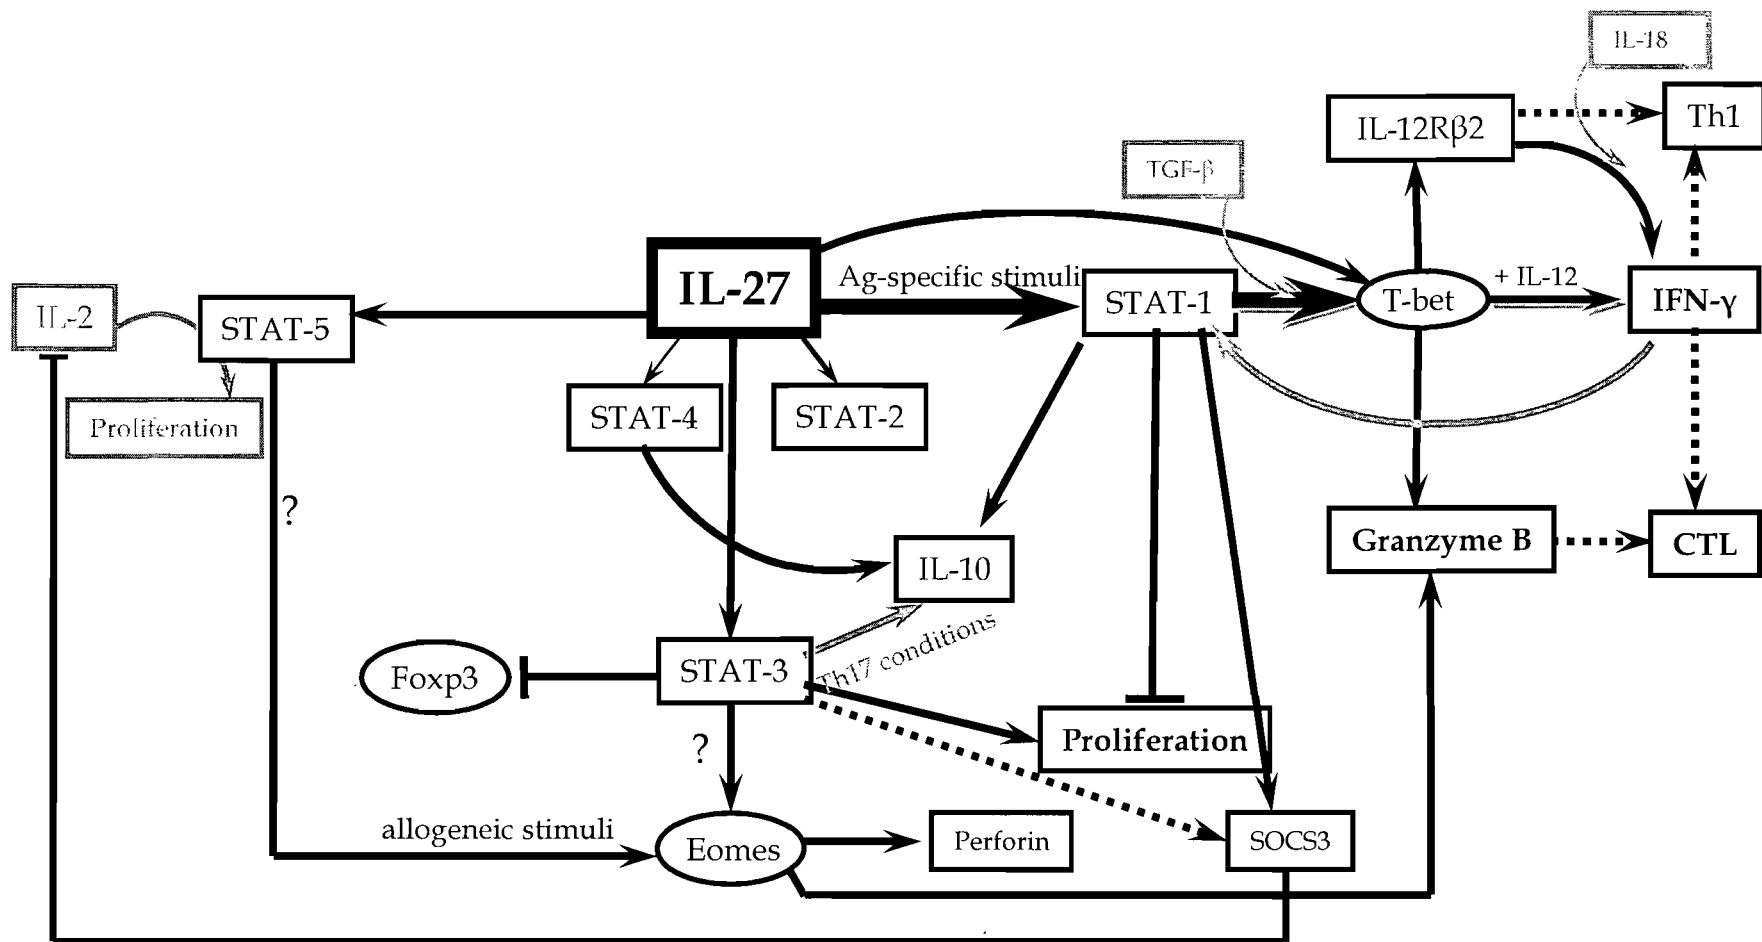 IL-18
Th1
IL-12Rβ2
TGF-β
IL-27
Ag-specific stimuli
STAT-1
T-bet
+ IL-12
IFN-γ
IL-2
STAT-5
Proliferation
STAT-4
STAT-2
?
Granzyme B
CTL
IL-10
Th17 conditions
Foxp3
STAT-3
Proliferation
?
allogeneic stimuli
Eomes
Perforin
SOCS3